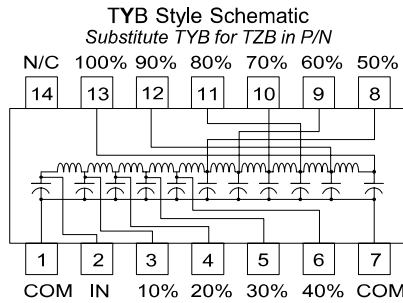 TYB Style Schematic
Substitute TYB for TZB in P/N
N/C 100% 90% 80% 70% 60% 50%
14 13 12 11 10 9 8
1 2 3 4 5 6 7
COM IN 10% 20% 30% 40% COM